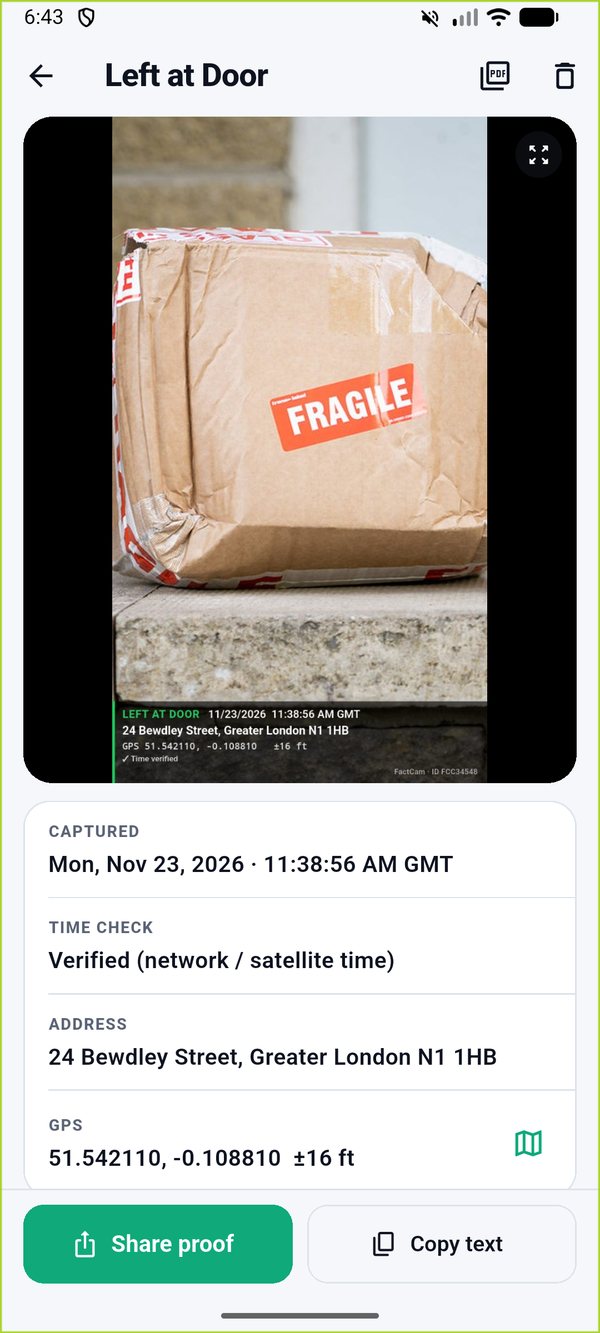 6:43
Left at Door
PDF
FRAGILE
LEFT AT DOOR 11/23/2026 11:38:56 AM GMT
24 Bewdley Street, Greater London N1 1HB
GPS 51.542110, -0.108810 ±16 ft
✓ Time verified
FactCam · ID FCC34548
CAPTURED
Mon, Nov 23, 2026 · 11:38:56 AM GMT
TIME CHECK
Verified (network / satellite time)
ADDRESS
24 Bewdley Street, Greater London N1 1HB
GPS
51.542110, -0.108810 ±16 ft
Share proof
Copy text